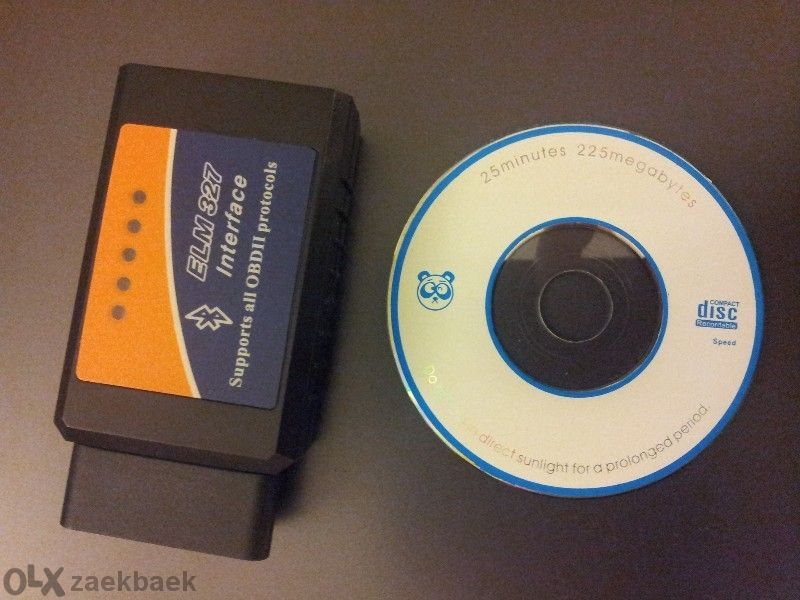 ELM 327
Interface
Supports all OBDII protocols
25minutes 225megabytes
COMPACT
disc
Recordable
Speed
direct sunlight for a prolonged period.
OLX zaekbaek